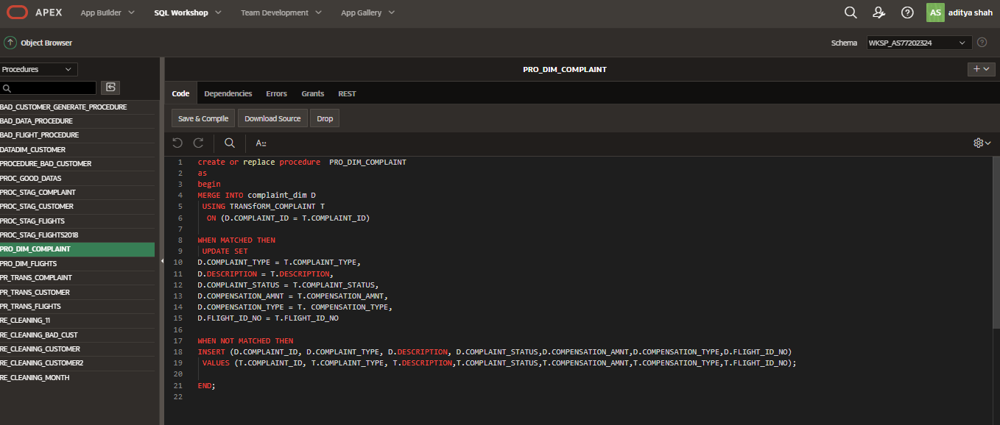 APEX App Builder SQL Workshop Team Development App Gallery AS aditya shah
Object Browser Schema WKSP_AS77202324
Procedures
PRO_DIM_COMPLAINT
Code Dependencies Errors Grants REST
Save & Compile Download Source Drop
BAD_CUSTOMER_GENERATE_PROCEDURE
BAD_DATA_PROCEDURE
BAD_FLIGHT_PROCEDURE
DATADIM_CUSTOMER
PROCEDURE_BAD_CUSTOMER
PROC_GOOD_DATAS
PROC_STAG_COMPLAINT
PROC_STAG_CUSTOMER
PROC_STAG_FLIGHTS
PROC_STAG_FLIGHTS2018
PRO_DIM_COMPLAINT
PRO_DIM_FLIGHTS
PR_TRANS_COMPLAINT
PR_TRANS_CUSTOMER
PR_TRANS_FLIGHTS
RE_CLEANING_11
RE_CLEANING_BAD_CUST
RE_CLEANING_CUSTOMER
RE_CLEANING_CUSTOMER2
RE_CLEANING_MONTH
A::
1 create or replace procedure PRO_DIM_COMPLAINT
2 as
3 begin
4 MERGE INTO complaint_dim D
5 USING TRANSfORM_COMPLAINT T
6 ON (D.COMPLAINT_ID = T.COMPLAINT_ID)
7
8 WHEN MATCHED THEN
9 UPDATE SET
10 D.COMPLAINT_TYPE = T.COMPLAINT_TYPE,
11 D.DESCRIPTION = T.DESCRIPTION,
12 D.COMPLAINT_STATUS = T.COMPLAINT_STATUS,
13 D.COMPENSATION_AMNT = T.COMPENSATION_AMNT,
14 D.COMPENSATION_TYPE = T. COMPENSATION_TYPE,
15 D.FLIGHT_ID_NO = T.FLIGHT_ID_NO
16
17 WHEN NOT MATCHED THEN
18 INSERT (D.COMPLAINT_ID, D.COMPLAINT_TYPE, D.DESCRIPTION, D.COMPLAINT_STATUS,D.COMPENSATION_AMNT,D.COMPENSATION_TYPE,D.FLIGHT_ID_NO)
19 VALUES (T.COMPLAINT_ID, T.COMPLAINT_TYPE, T.DESCRIPTION,T.COMPLAINT_STATUS,T.COMPENSATION_AMNT,T.COMPENSATION_TYPE,T.FLIGHT_ID_NO);
20
21 END;
22